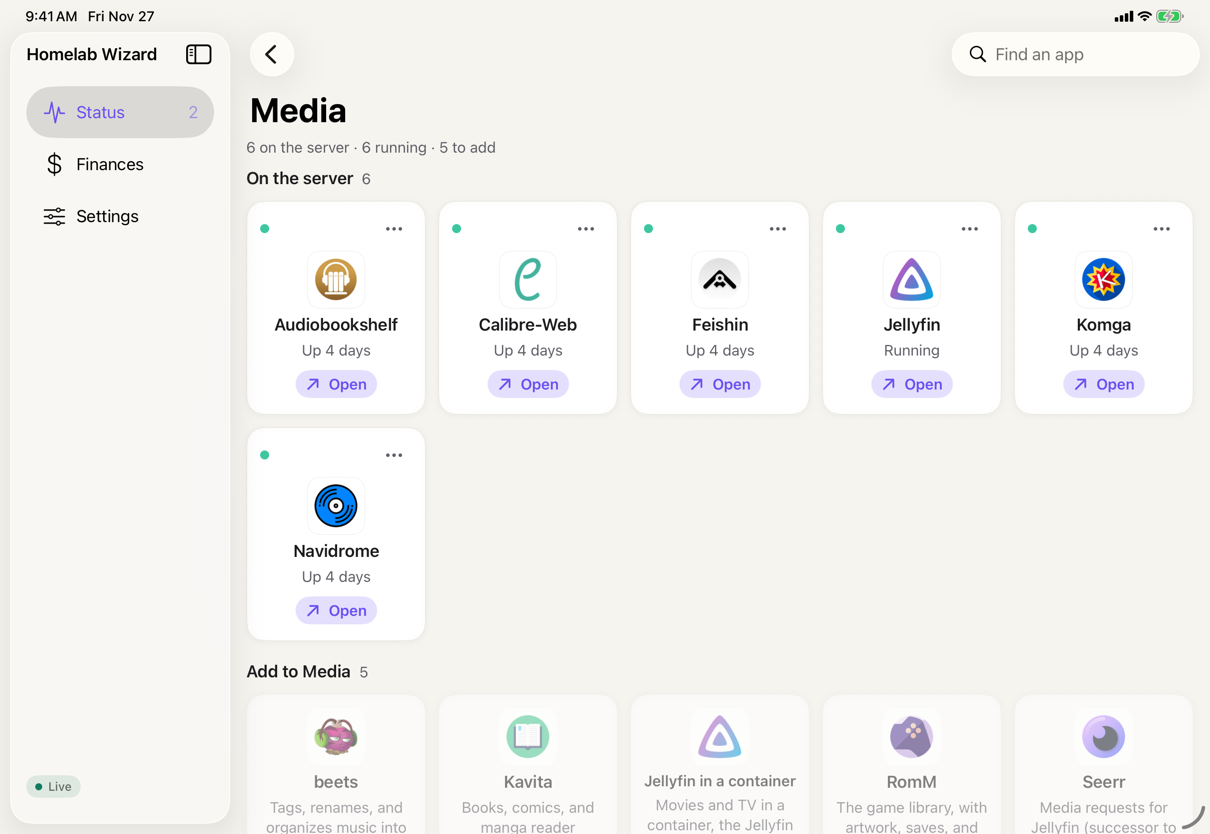 9:41 AM Fri Nov 27
Homelab Wizard
Find an app
Status 2
Finances
Settings
Live
Media
6 on the server · 6 running · 5 to add
On the server 6
Audiobookshelf
Up 4 days
Open
Calibre-Web
Up 4 days
Open
Feishin
Up 4 days
Open
Jellyfin
Running
Open
Komga
Up 4 days
Open
Navidrome
Up 4 days
Open
Add to Media 5
beets
Tags, renames, and
organizes music into
Kavita
Books, comics, and
manga reader
Jellyfin in a container
Movies and TV in a
container, the Jellyfin
RomM
The game library, with
artwork, saves, and
Seerr
Media requests for
Jellyfin (successor to